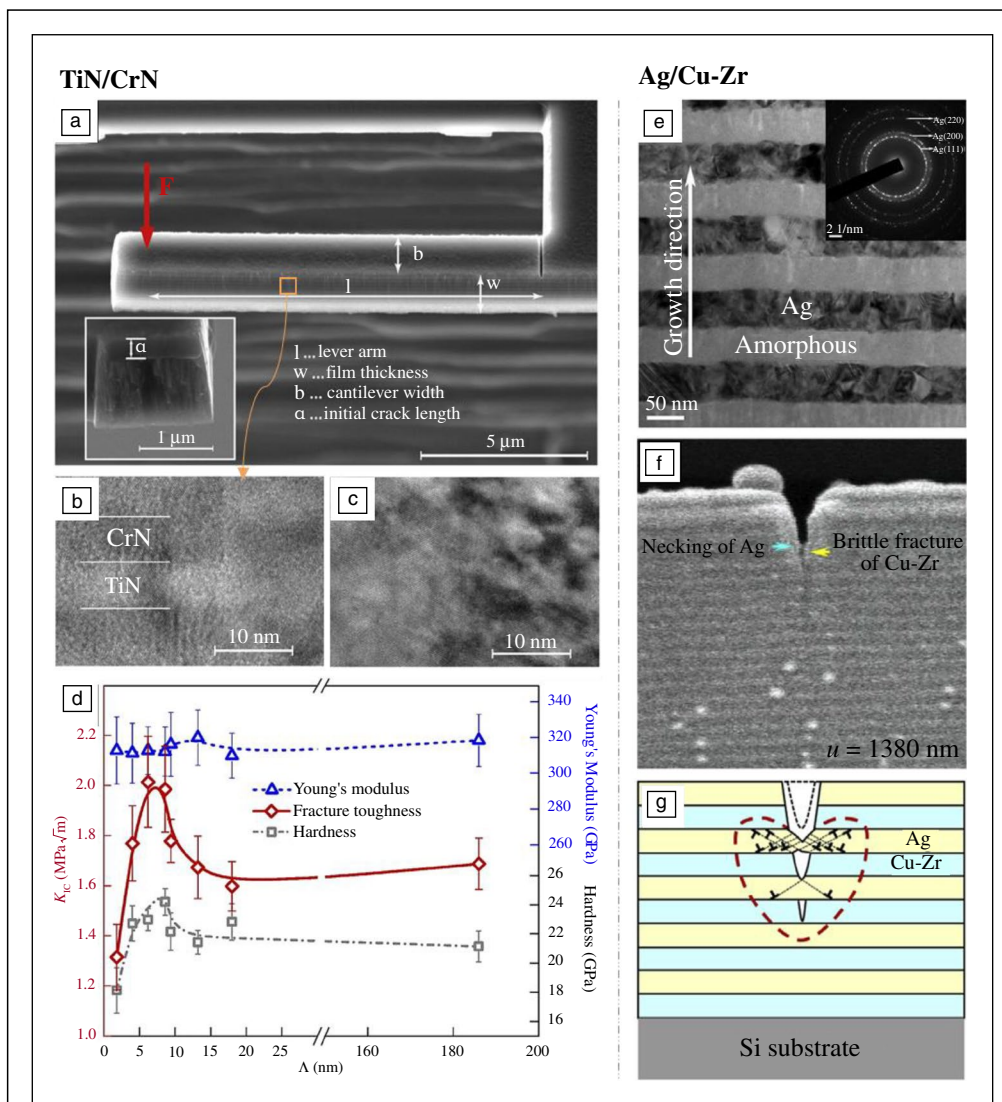 TiN/CrN
a
F
b
w
l
a
l ...lever arm
w ...film thickness
b ...cantilever width
a ...initial crack length
1 μm
5 μm
b
CrN
TiN
10 nm
c
10 nm
d
K_IC (MPa·√m)
2.2
2.0
1.8
1.6
1.4
1.2
1.0
Young's modulus
Fracture toughness
Hardness
340
320
300
280
260
Young's Modulus (GPa)
26
24
22
20
18
16
Hardness (GPa)
0 5 10 15 20 25 160 180 200
Λ (nm)
Ag/Cu-Zr
e
Ag(220)
Ag(200)
Ag(111)
2 1/nm
Growth direction
Ag
Amorphous
50 nm
f
Necking of Ag
Brittle fracture
of Cu-Zr
u = 1380 nm
g
Ag
Cu-Zr
Si substrate